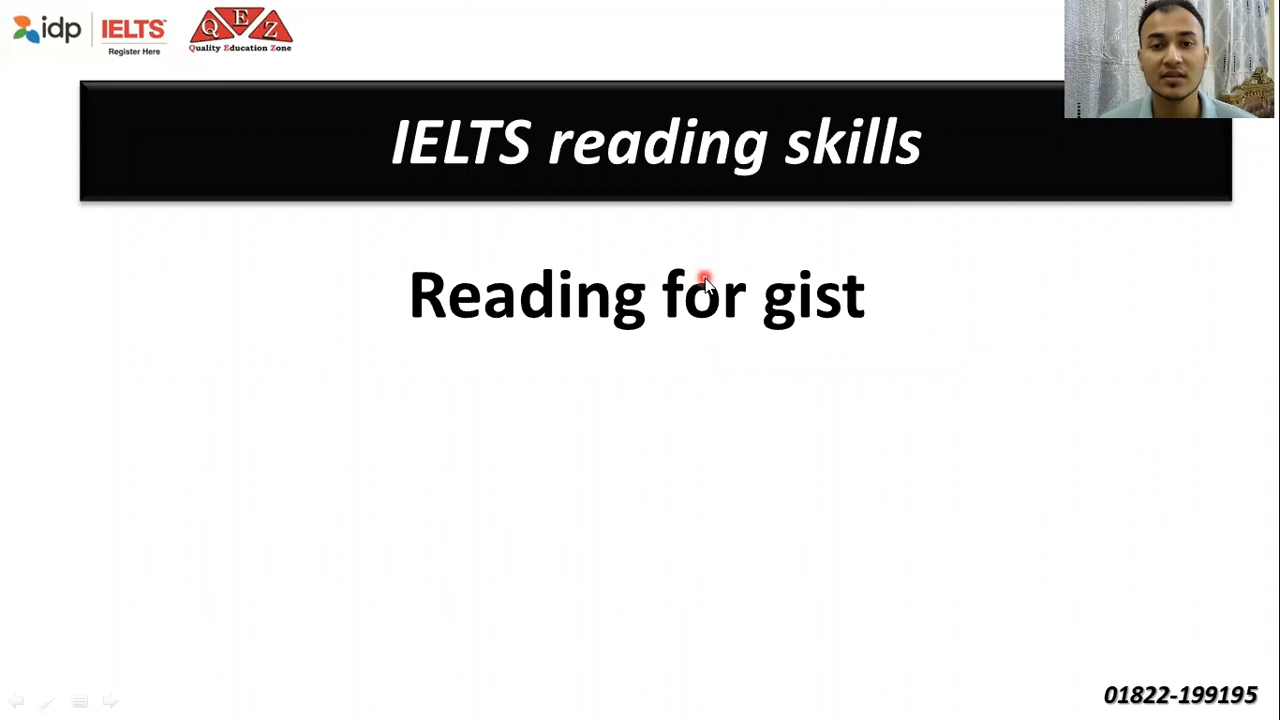 idp
IELTS
Register Here
QEZ
Quality Education Zone
IELTS reading skills
Reading for gist
01822-199195